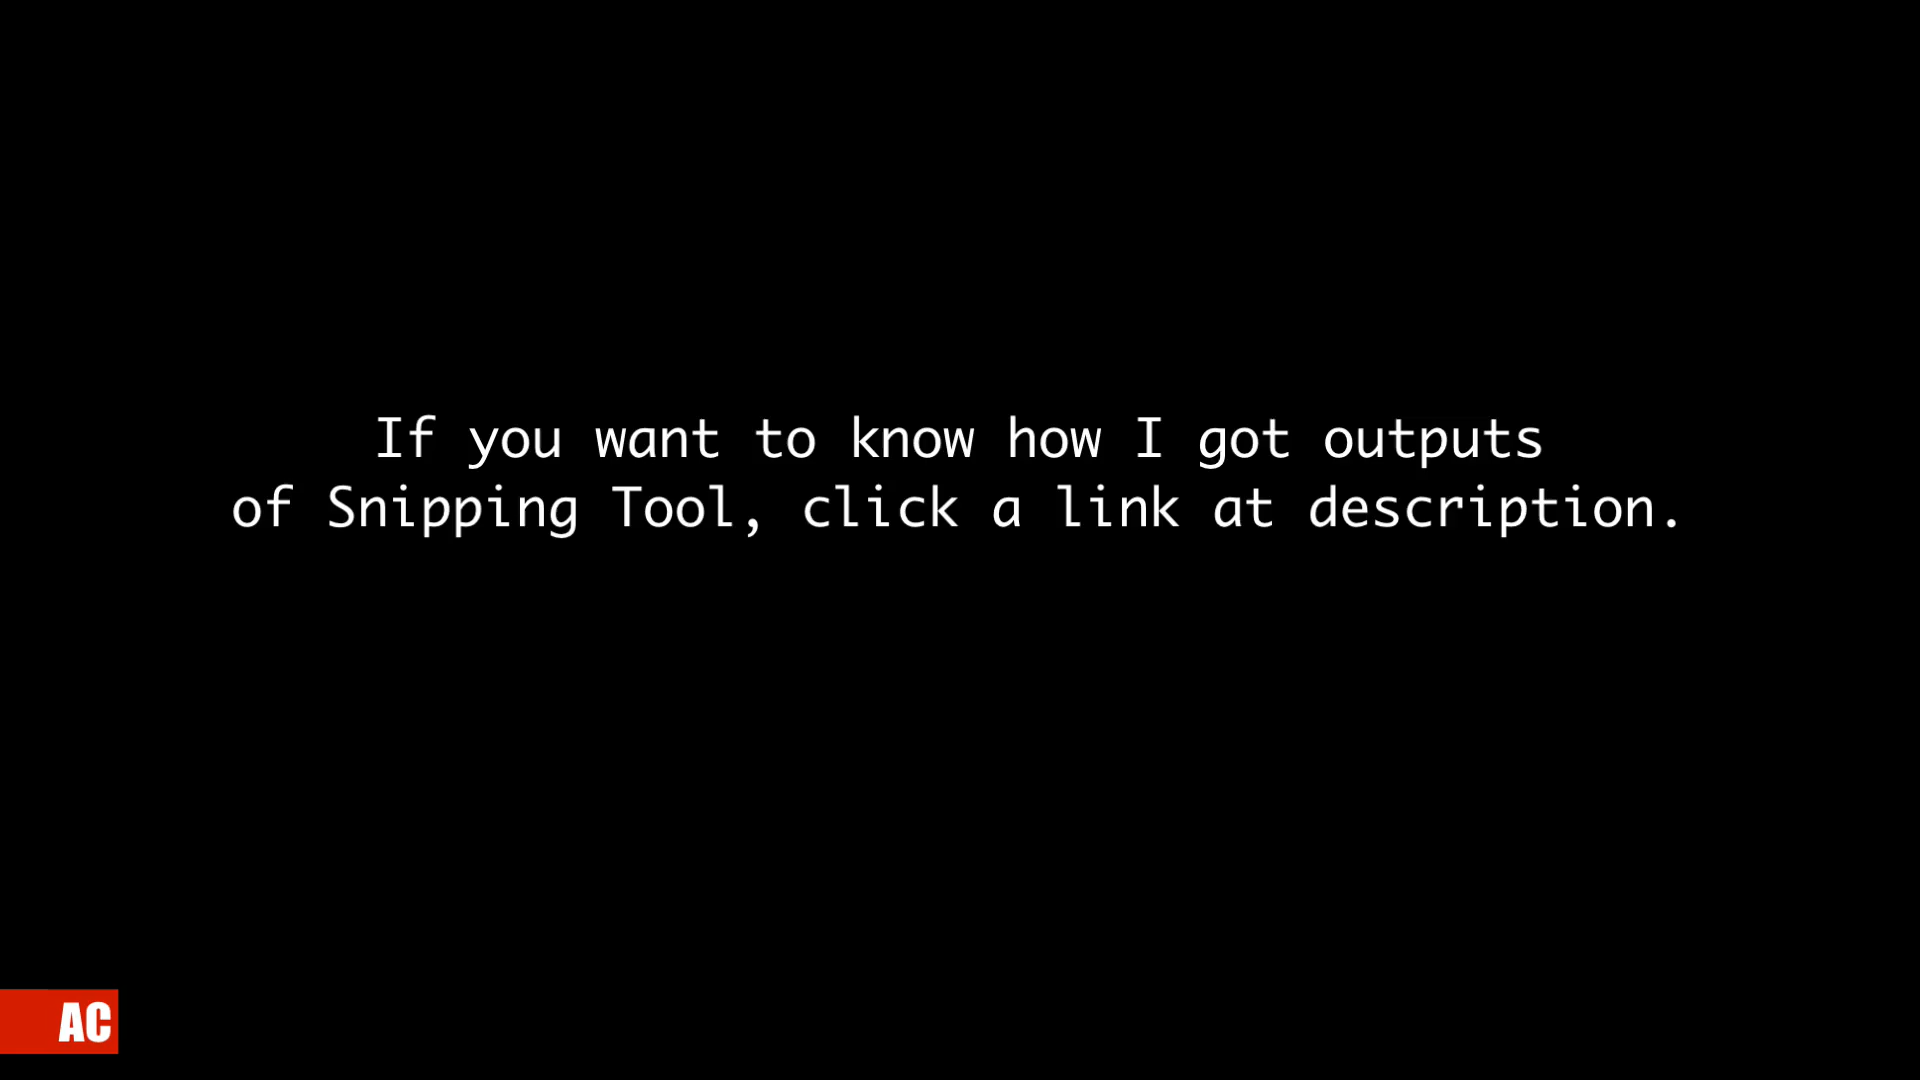 If you want to know how I got outputs
of Snipping Tool, click a link at description.
AC